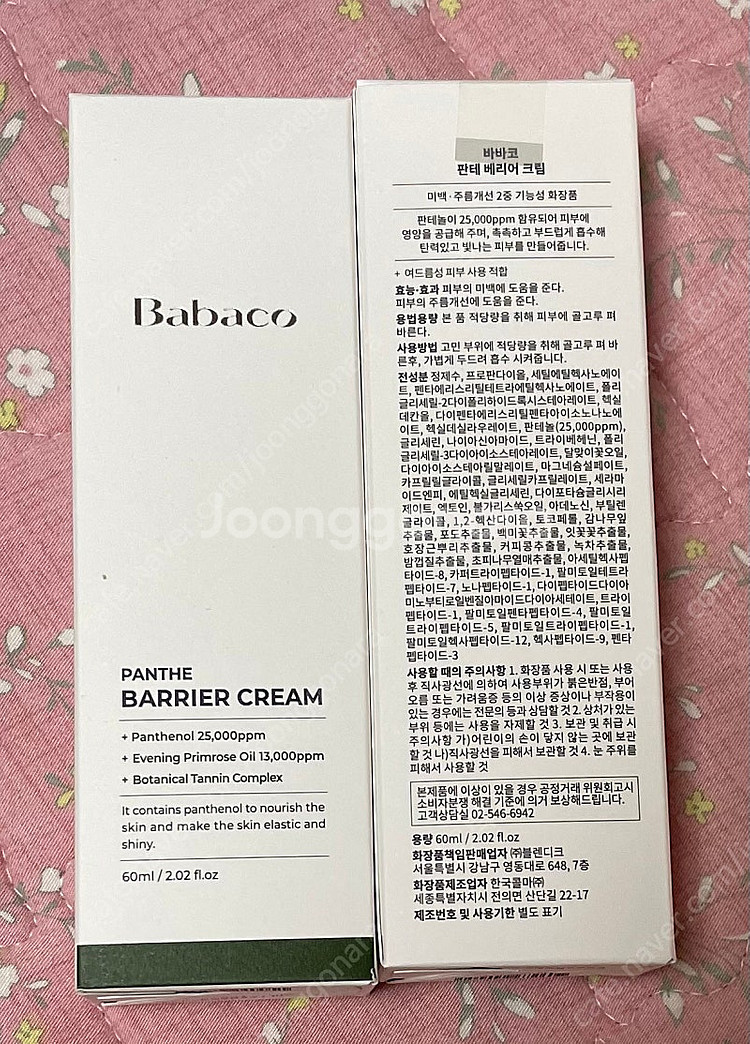 Babaco
PANTHE
BARRIER CREAM
+ Panthenol 25,000ppm
+ Evening Primrose Oil 13,000ppm
+ Botanical Tannin Complex
It contains panthenol to nourish the
skin and make the skin elastic and
shiny.
60ml / 2.02 fl.oz
바바코
판테 베리어 크림
미백·주름개선 2중 기능성 화장품
판테놀이 25,000ppm 함유되어 피부에
영양을 공급해 주며, 촉촉하고 부드럽게 흡수해
탄력있고 빛나는 피부를 만들어줍니다.
+ 여드름성 피부 사용 적합
효능·효과 피부의 미백에 도움을 준다.
피부의 주름개선에 도움을 준다.
용법용량 본 품 적당량을 취해 피부에 골고루 펴
바른다.
사용방법 고민 부위에 적당량을 취해 골고루 펴 바
른후, 가볍게 두드려 흡수 시켜줍니다.
전성분 정제수, 프로판다이올, 세틸에틸헥사노에이
트, 펜타에리스리틸테트라에틸헥사노에이트, 폴리
글리세릴-2다이폴리하이드록시스테아레이트, 헥실
데칸올, 다이펜타에리스리틸펜타아이소노나노에
이트, 헥실데실라우레이트, 판테놀(25,000ppm),
글리세린, 나이아신아마이드, 트라이베헤닌, 폴리
글리세릴-3다이아이소스테아레이트, 달맞이꽃오일,
다이아이소스테아릴말레이트, 마그네슘설페이트,
카프릴릴글라이콜, 글리세릴카프릴레이트, 세라마
이드엔피, 에틸헥실글리세린, 다이포타슘글리시리
제이트, 엑토인, 불가리스쑥오일, 아데노신, 부틸렌
글라이콜, 1,2-헥산다이올, 토코페롤, 감나무잎
추출물, 포도추출물, 백미꽃추출물, 잇꽃꽃추출물,
호장근뿌리추출물, 커피콩추출물, 녹차추출물,
밤껍질추출물, 초피나무열매추출물, 아세틸헥사펩
타이드-8, 카퍼트라이펩타이드-1, 팔미토일테트라
펩타이드-7, 노나펩타이드-1, 다이펩타이드다이아
미노부티로일벤질아마이드다이아세테이트, 트라이
펩타이드-1, 팔미토일펜타펩타이드-4, 팔미토일
트라이펩타이드-5, 팔미토일트라이펩타이드-1,
팔미토일헥사펩타이드-12, 헥사펩타이드-9, 펜타
펩타이드-3
사용할 때의 주의사항 1. 화장품 사용 시 또는 사용
후 직사광선에 의하여 사용부위가 붉은반점, 부어
오름 또는 가려움증 등의 이상 증상이나 부작용이
있는 경우에는 전문의 등과 상담할 것 2. 상처가 있는
부위 등에는 사용을 자제할 것 3. 보관 및 취급 시
주의사항 가)어린이의 손이 닿지 않는 곳에 보관
할 것 나)직사광선을 피해서 보관할 것 4. 눈 주위를
피해서 사용할 것
본제품에 이상이 있을 경우 공정거래 위원회고시
소비자분쟁 해결 기준에 의거 보상해드립니다.
고객상담실 02-546-6942
용량 60ml / 2.02 fl.oz
화장품책임판매업자 ㈜블렌디크
서울특별시 강남구 영동대로 648, 7층
화장품제조업자 한국콜마㈜
세종특별자치시 전의면 산단길 22-17
제조번호 및 사용기한 별도 표기